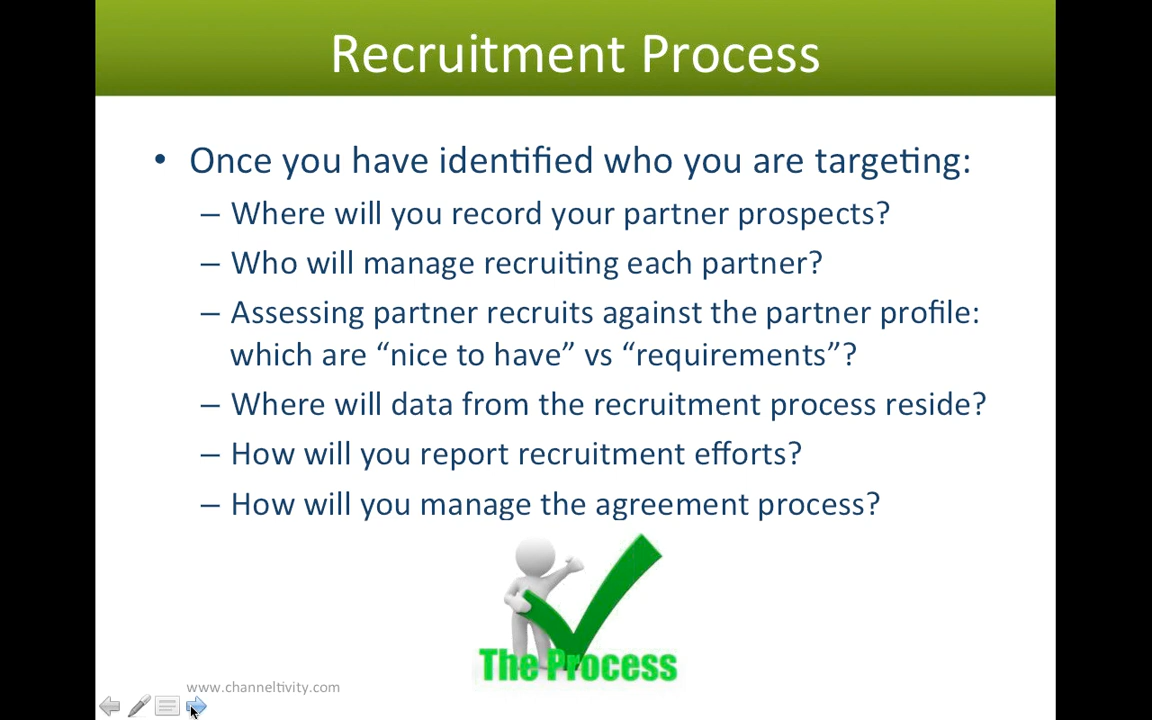 Recruitment Process
• Once you have identified who you are targeting:
– Where will you record your partner prospects?
– Who will manage recruiting each partner?
– Assessing partner recruits against the partner profile:
which are “nice to have” vs “requirements”?
– Where will data from the recruitment process reside?
– How will you report recruitment efforts?
– How will you manage the agreement process?
The Process
www.channeltivity.com